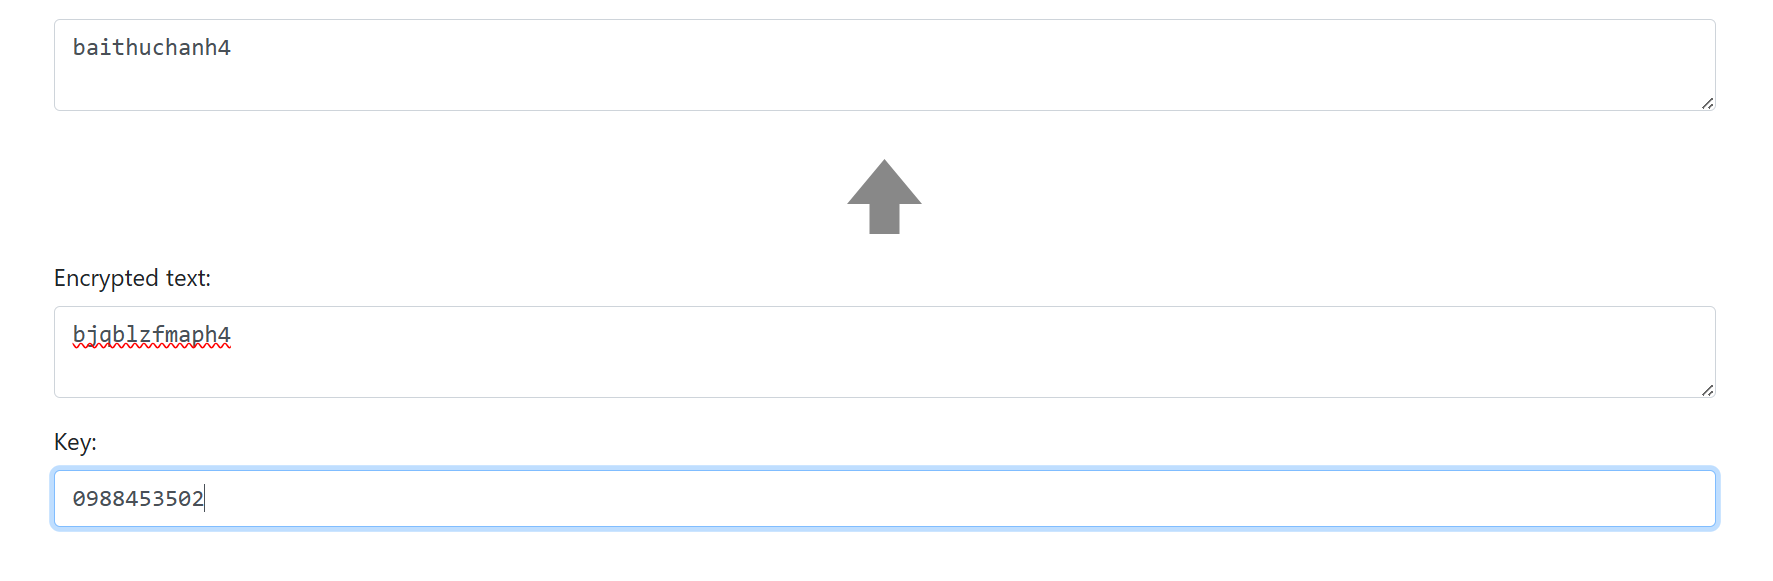 baithuchanh4
Encrypted text:
bjqblzfmaph4
Key:
0988453502